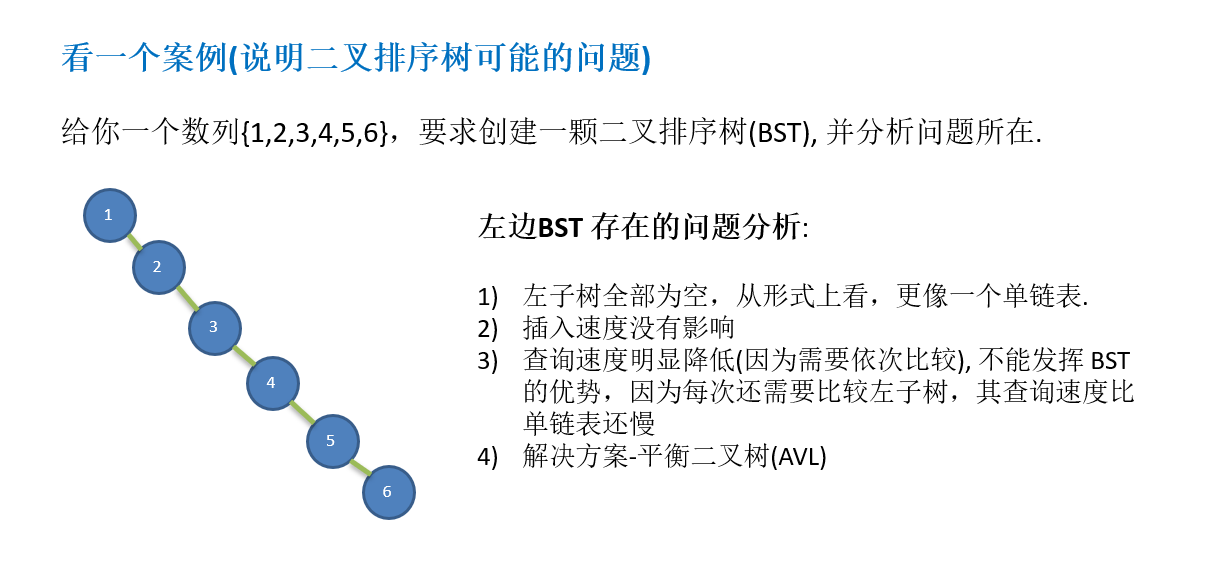 看一个案例(说明二叉排序树可能的问题)
给你一个数列{1,2,3,4,5,6}，要求创建一颗二叉排序树(BST), 并分析问题所在.
1
2
3
4
5
6
左边BST 存在的问题分析:
1) 左子树全部为空，从形式上看，更像一个单链表.
2) 插入速度没有影响
3) 查询速度明显降低(因为需要依次比较), 不能发挥 BST
的优势，因为每次还需要比较左子树，其查询速度比
单链表还慢
4) 解决方案-平衡二叉树(AVL)